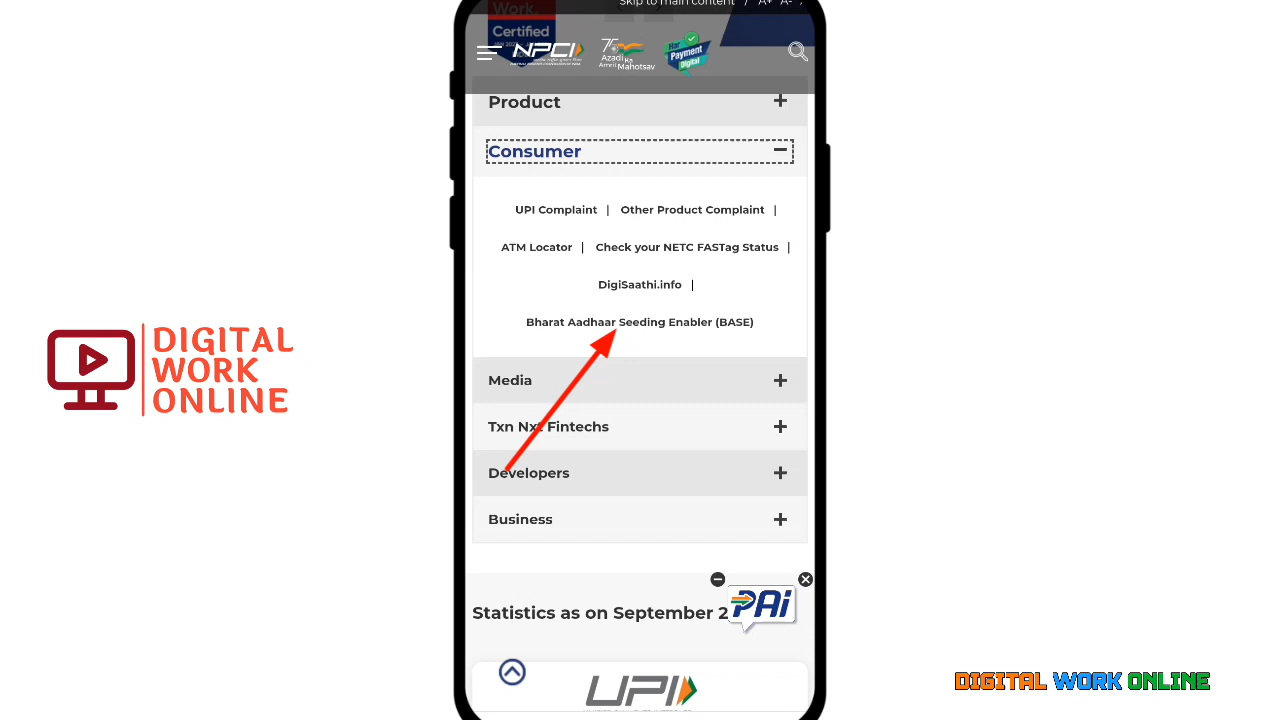 Skip to main content / A+ A-
Work.
Certified
NPCI
75 Azadi Ka
Amrit Mahotsav
Har
Payment
Digital
Product +
Consumer −
UPI Complaint | Other Product Complaint |
ATM Locator | Check your NETC FASTag Status |
DigiSaathi.info |
Bharat Aadhaar Seeding Enabler (BASE)
DIGITAL
WORK
ONLINE
Media +
Txn Nxt Fintechs +
Developers +
Business +
PAi
Statistics as on September 2
UPI
DIGITAL WORK ONLINE